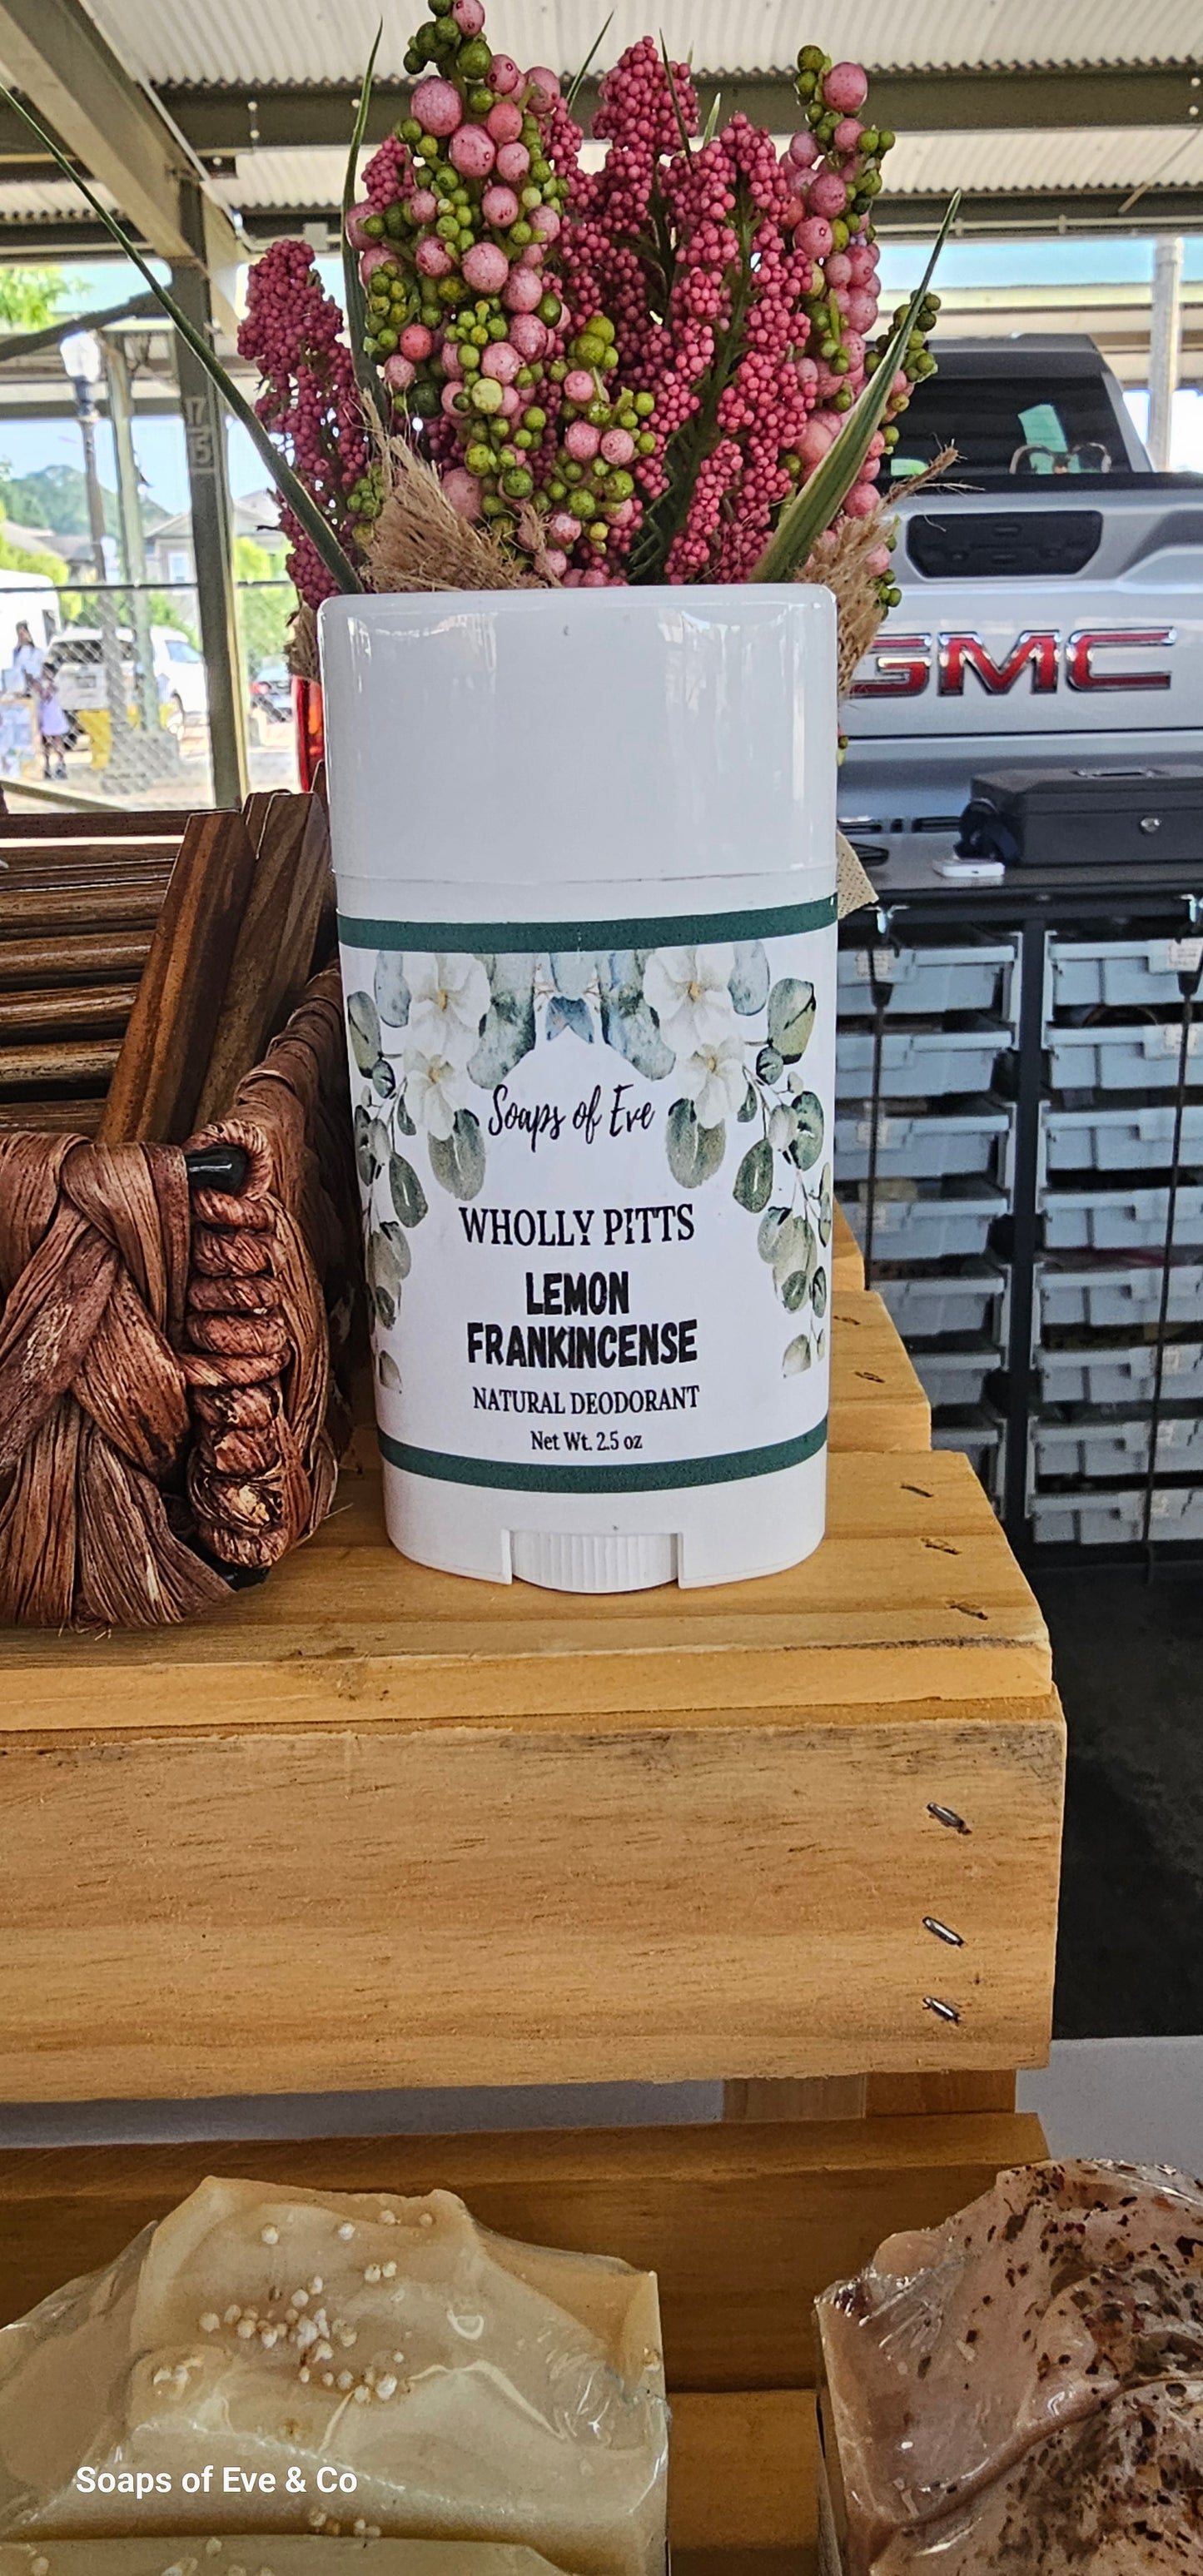 75
GMC
Soaps of Eve
WHOLLY PITTS
LEMON
FRANKINCENSE
NATURAL DEODORANT
Net Wt. 2.5 oz
Soaps of Eve & Co